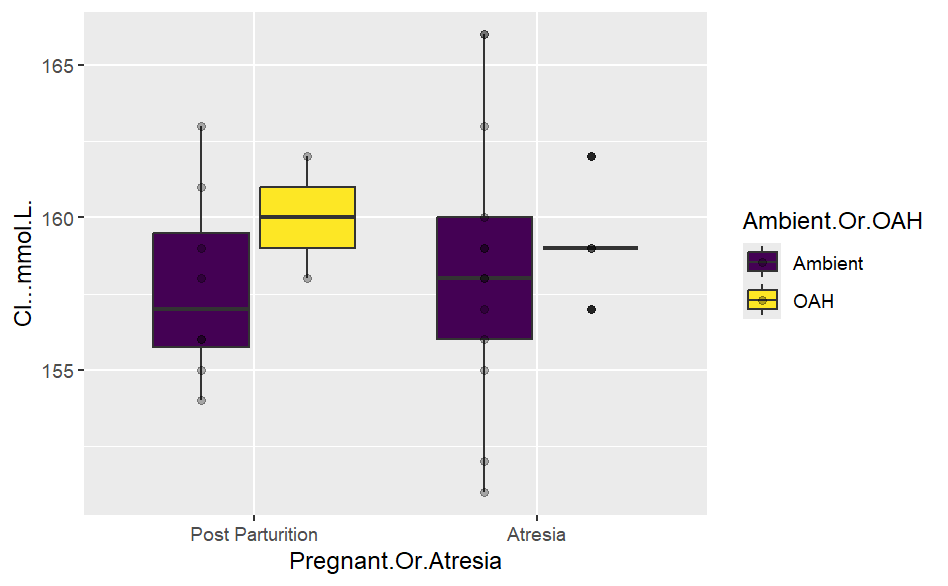 Cl...mmol.L.
165
160
155
Post Parturition
Atresia
Pregnant.Or.Atresia
Ambient.Or.OAH
Ambient
OAH